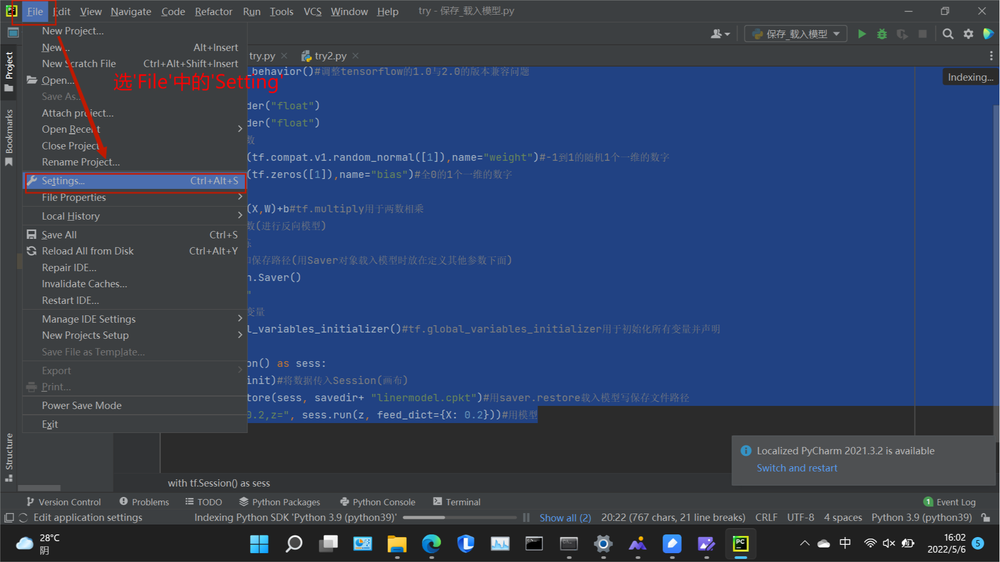 File Edit View Navigate Code Refactor Run Tools VCS Window Help try - 保存_载入模型.py
New Project...
保存_载入模型
New... Alt+Insert
try.py try2.py
New Scratch File Ctrl+Alt+Shift+Insert
Project
_behavior()#调整tensorflow的1.0与2.0的版本兼容问题
Indexing...
Open...
选'File'中的'Setting'
Save As...
der("float")
Attach project...
der("float")
Open Recent
Bookmarks
数
Close Project
(tf.compat.v1.random_normal([1]),name="weight")#-1到1的随机1个一维的数字
Rename Project...
(tf.zeros([1]),name="bias")#全0的1个一维的数字
Settings... Ctrl+Alt+S
File Properties
(X,W)+b#tf.multiply用于两数相乘
Local History
数(进行反向模型)
Save All Ctrl+S
Reload All from Disk Ctrl+Alt+Y
保存路径(用Saver对象载入模型时放在定义其他参数下面)
Repair IDE...
n.Saver()
Invalidate Caches...
"
Restart IDE...
变量
Manage IDE Settings
l_variables_initializer()#tf.global_variables_initializer用于初始化所有变量并声明
New Projects Setup
Save File as Template...
on() as sess:
Export
init)#将数据传入Session(画布)
Print...
tore(sess, savedir+ "linermodel.cpkt")#用saver.restore载入模型写保存文件路径
Power Save Mode
0.2,z=", sess.run(z, feed_dict={X: 0.2}))#用模型
Exit
Structure
Localized PyCharm 2021.3.2 is available
Switch and restart
with tf.Session() as sess
Version Control Problems TODO Python Packages Python Console Terminal 1 Event Log
Edit application settings Indexing Python SDK 'Python 3.9 (python39)' Show all (2) 20:22 (767 chars, 21 line breaks) CRLF UTF-8 4 spaces Python 3.9 (python39)
28°C
阴
PC
中
16:02
2022/5/6
5